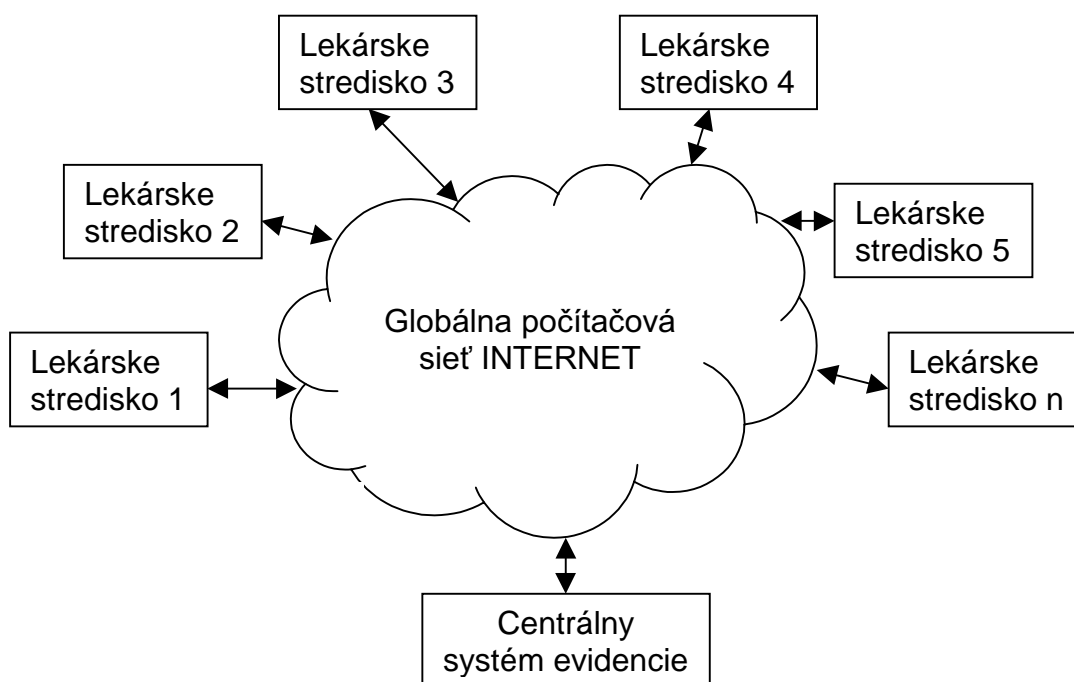 Lekárske
stredisko 3
Lekárske
stredisko 4
Lekárske
stredisko 2
Lekárske
stredisko 5
Globálna počítačová
sieť INTERNET
Lekárske
stredisko 1
Lekárske
stredisko n
Centrálny
systém evidencie